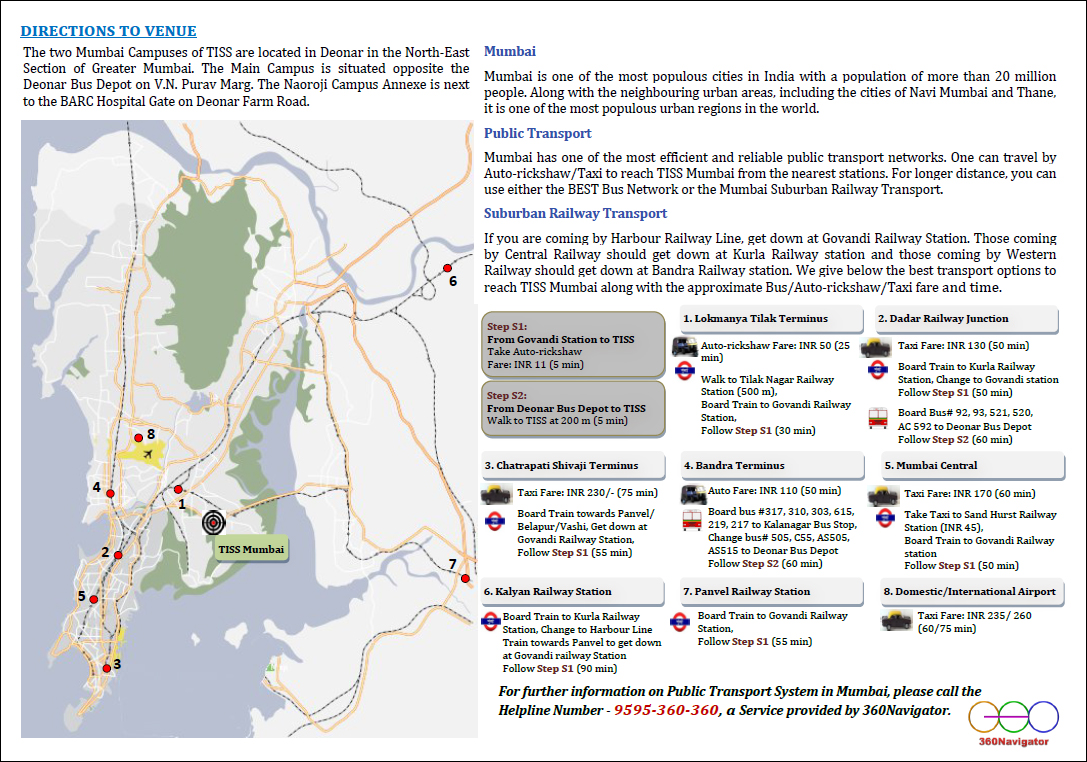 DIRECTIONS TO VENUE
The two Mumbai Campuses of TISS are located in Deonar in the North-East
Section of Greater Mumbai. The Main Campus is situated opposite the
Deonar Bus Depot on V.N. Purav Marg. The Naoroji Campus Annexe is next
to the BARC Hospital Gate on Deonar Farm Road.
6
8
4
1
TISS Mumbai
2
7
5
3
Mumbai
Mumbai is one of the most populous cities in India with a population of more than 20 million
people. Along with the neighbouring urban areas, including the cities of Navi Mumbai and Thane,
it is one of the most populous urban regions in the world.
Public Transport
Mumbai has one of the most efficient and reliable public transport networks. One can travel by
Auto-rickshaw/Taxi to reach TISS Mumbai from the nearest stations. For longer distance, you can
use either the BEST Bus Network or the Mumbai Suburban Railway Transport.
Suburban Railway Transport
If you are coming by Harbour Railway Line, get down at Govandi Railway Station. Those coming
by Central Railway should get down at Kurla Railway station and those coming by Western
Railway should get down at Bandra Railway station. We give below the best transport options to
reach TISS Mumbai along with the approximate Bus/Auto-rickshaw/Taxi fare and time.
Step S1:
From Govandi Station to TISS
Take Auto-rickshaw
Fare: INR 11 (5 min)
Step S2:
From Deonar Bus Depot to TISS
Walk to TISS at 200 m (5 min)
1. Lokmanya Tilak Terminus
Auto-rickshaw Fare: INR 50 (25
min)
Walk to Tilak Nagar Railway
Station (500 m),
Board Train to Govandi Railway
Station,
Follow Step S1 (30 min)
2. Dadar Railway Junction
Taxi Fare: INR 130 (50 min)
Board Train to Kurla Railway
Station, Change to Govandi station
Follow Step S1 (50 min)
Board Bus# 92, 93, 521, 520,
AC 592 to Deonar Bus Depot
Follow Step S2 (60 min)
3. Chatrapati Shivaji Terminus
Taxi Fare: INR 230/- (75 min)
Board Train towards Panvel/
Belapur/Vashi, Get down at
Govandi Railway Station,
Follow Step S1 (55 min)
4. Bandra Terminus
Auto Fare: INR 110 (50 min)
Board bus #317, 310, 303, 615,
219, 217 to Kalanagar Bus Stop,
Change bus# 505, C55, AS505,
AS515 to Deonar Bus Depot
Follow Step S2 (60 min)
5. Mumbai Central
Taxi Fare: INR 170 (60 min)
Take Taxi to Sand Hurst Railway
Station (INR 45),
Board Train to Govandi Railway
station
Follow Step S1 (50 min)
6. Kalyan Railway Station
Board Train to Kurla Railway
Station, Change to Harbour Line
Train towards Panvel to get down
at Govandi railway Station
Follow Step S1 (90 min)
7. Panvel Railway Station
Board Train to Govandi Railway
Station,
Follow Step S1 (55 min)
8. Domestic/International Airport
Taxi Fare: INR 235/ 260
(60/75 min)
For further information on Public Transport System in Mumbai, please call the
Helpline Number - 9595-360-360, a Service provided by 360Navigator.
360Navigator